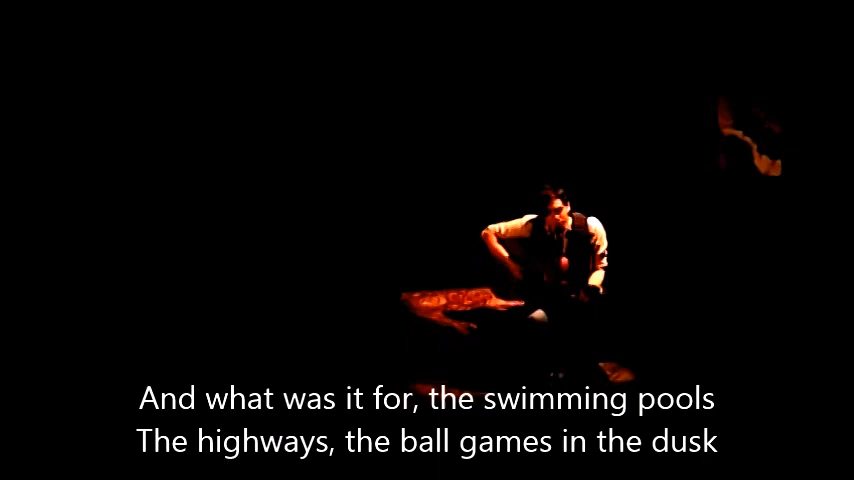 And what was it for, the swimming pools
The highways, the ball games in the dusk